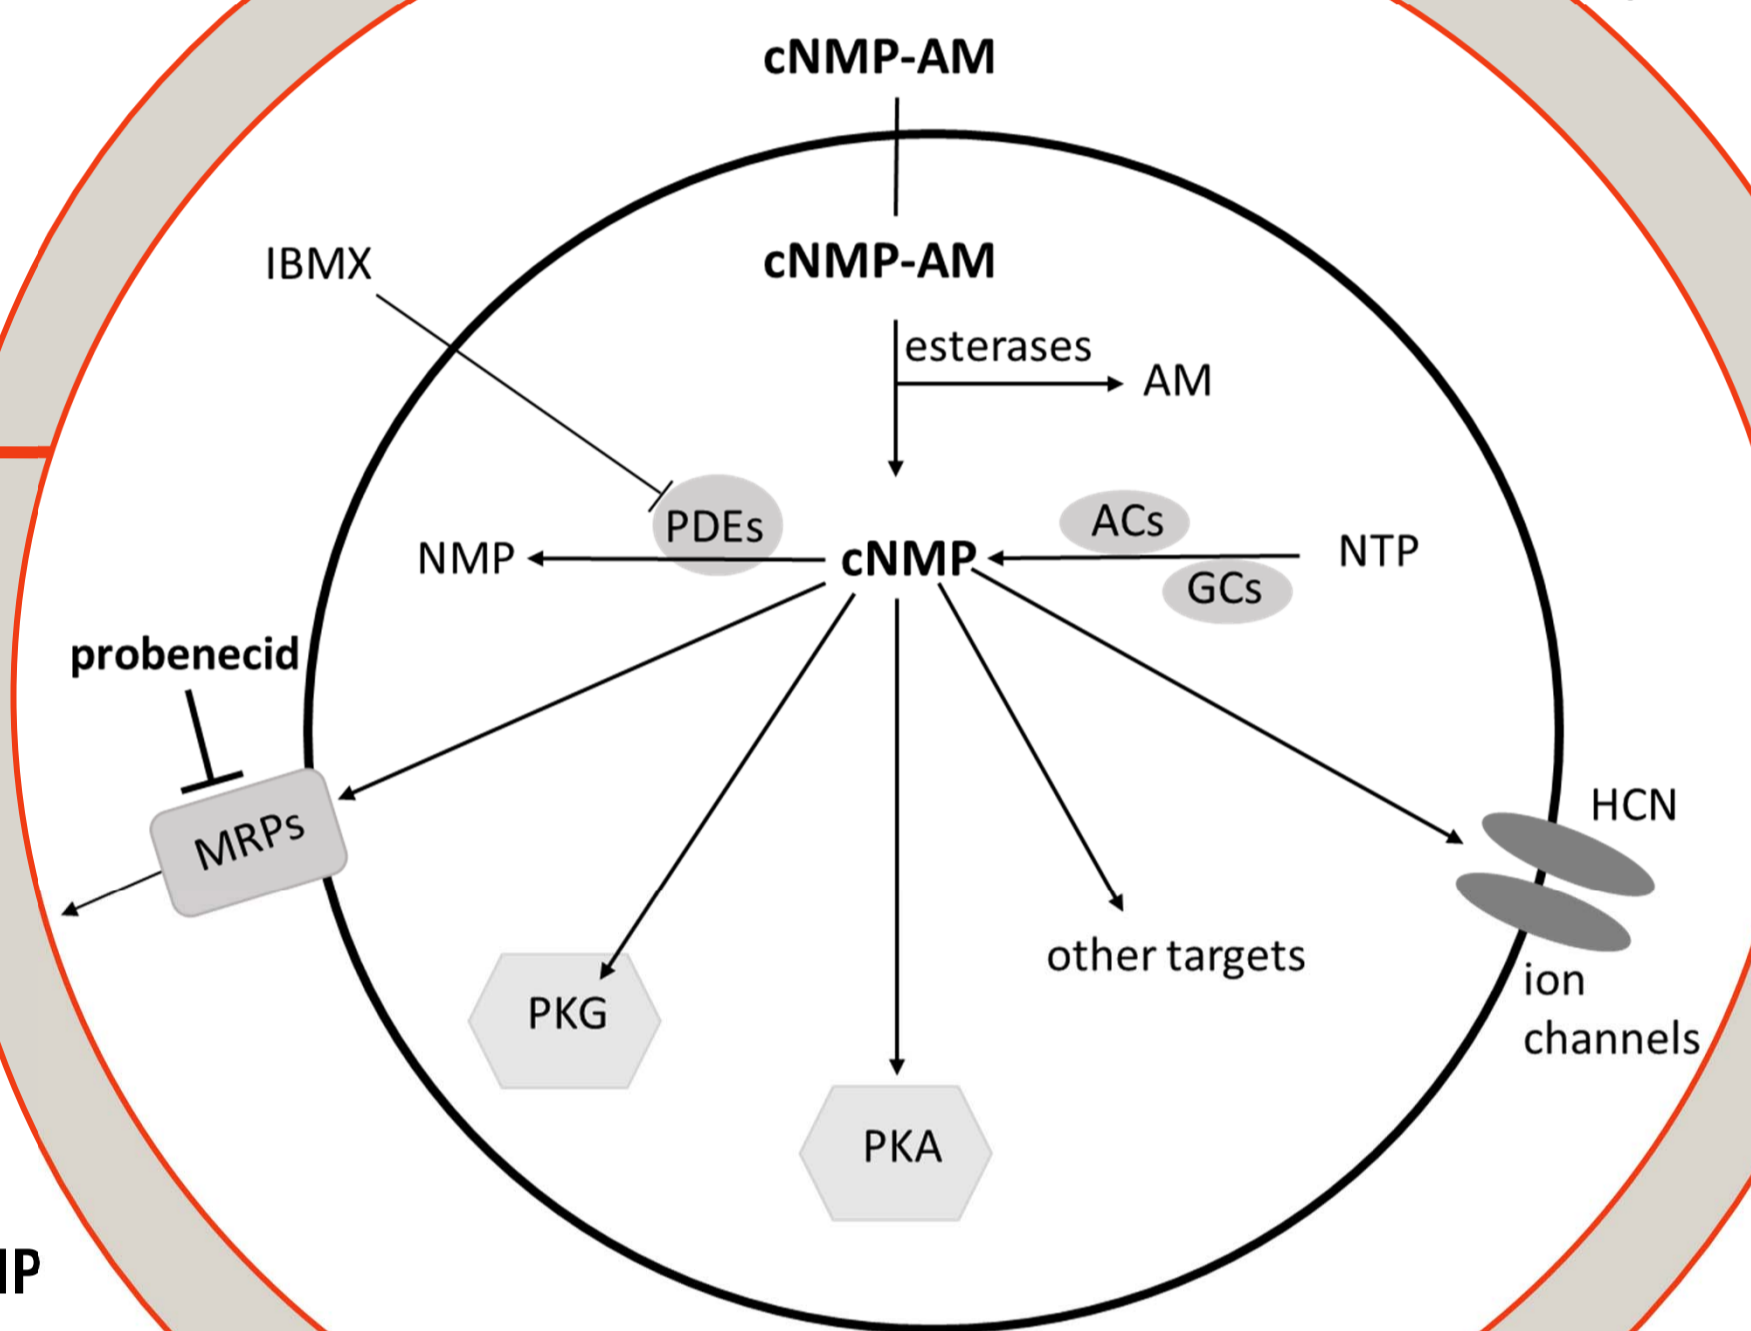 cNMP-AM
cNMP-AM
IBMX
esterases
AM
PDEs
ACs
NMP
cNMP
NTP
GCs
probenecid
MRPs
HCN
other targets
ion
channels
PKG
PKA